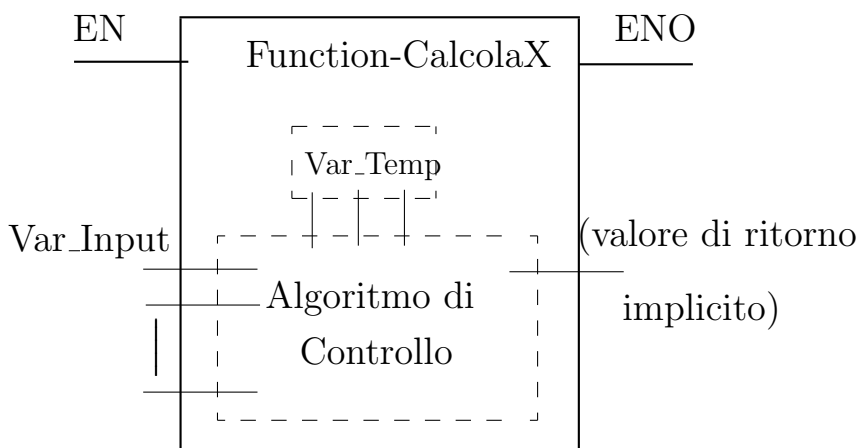 EN
ENO
Function-CalcolaX
Var_Temp
Var_Input
(valore di ritorno
implicito)
Algoritmo di
Controllo